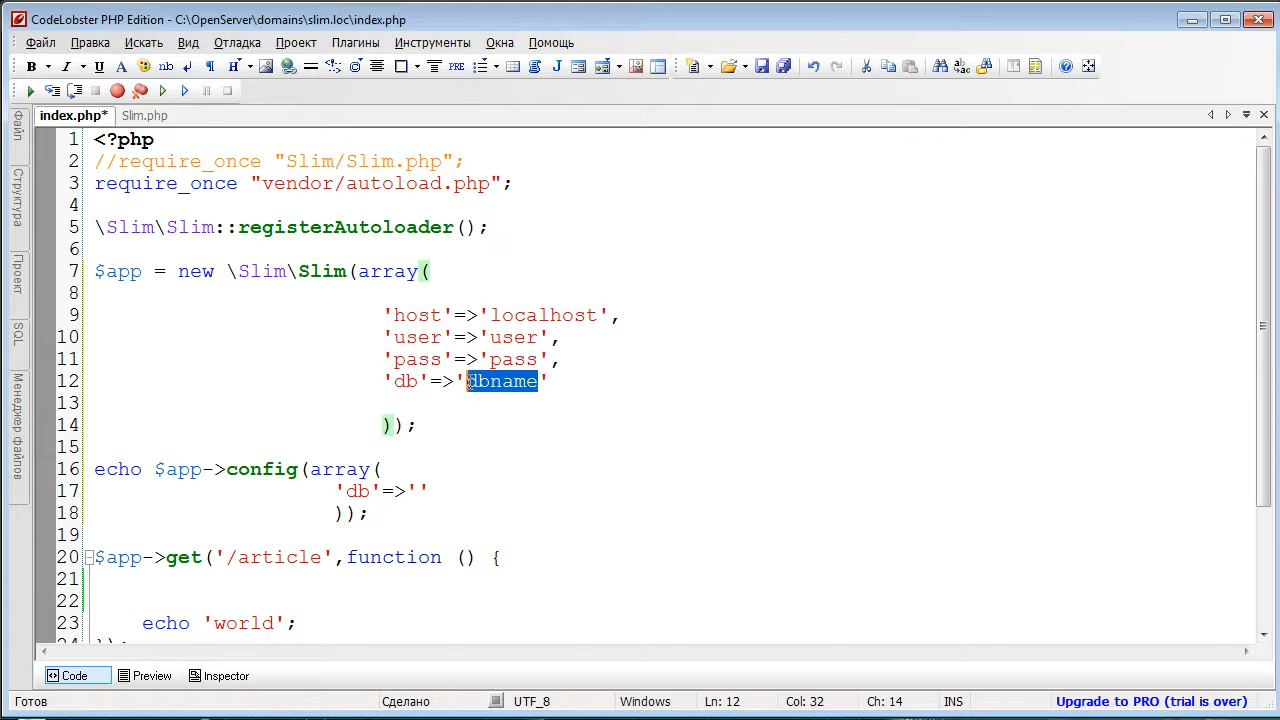 CodeLobster PHP Edition - C:\OpenServer\domains\slim.loc\index.php
Файл Правка Искать Вид Отладка Проект Плагины Инструменты Окна Помощь
index.php* Slim.php
Файл
Структура
Проект
SQL
Менеджер файлов
1 <?php
2 //require_once "Slim/Slim.php";
3 require_once "vendor/autoload.php";
4
5 \Slim\Slim::registerAutoloader();
6
7 $app = new \Slim\Slim(array(
8
9 'host'=>'localhost',
10 'user'=>'user',
11 'pass'=>'pass',
12 'db'=>'dbname'
13
14 ));
15
16 echo $app->config(array(
17 'db'=>''
18 ));
19
20 $app->get('/article',function () {
21
22
23 echo 'world';
24 });
Code Preview Inspector
Готов Сделано UTF_8 Windows Ln: 12 Col: 32 Ch: 14 INS Upgrade to PRO (trial is over)